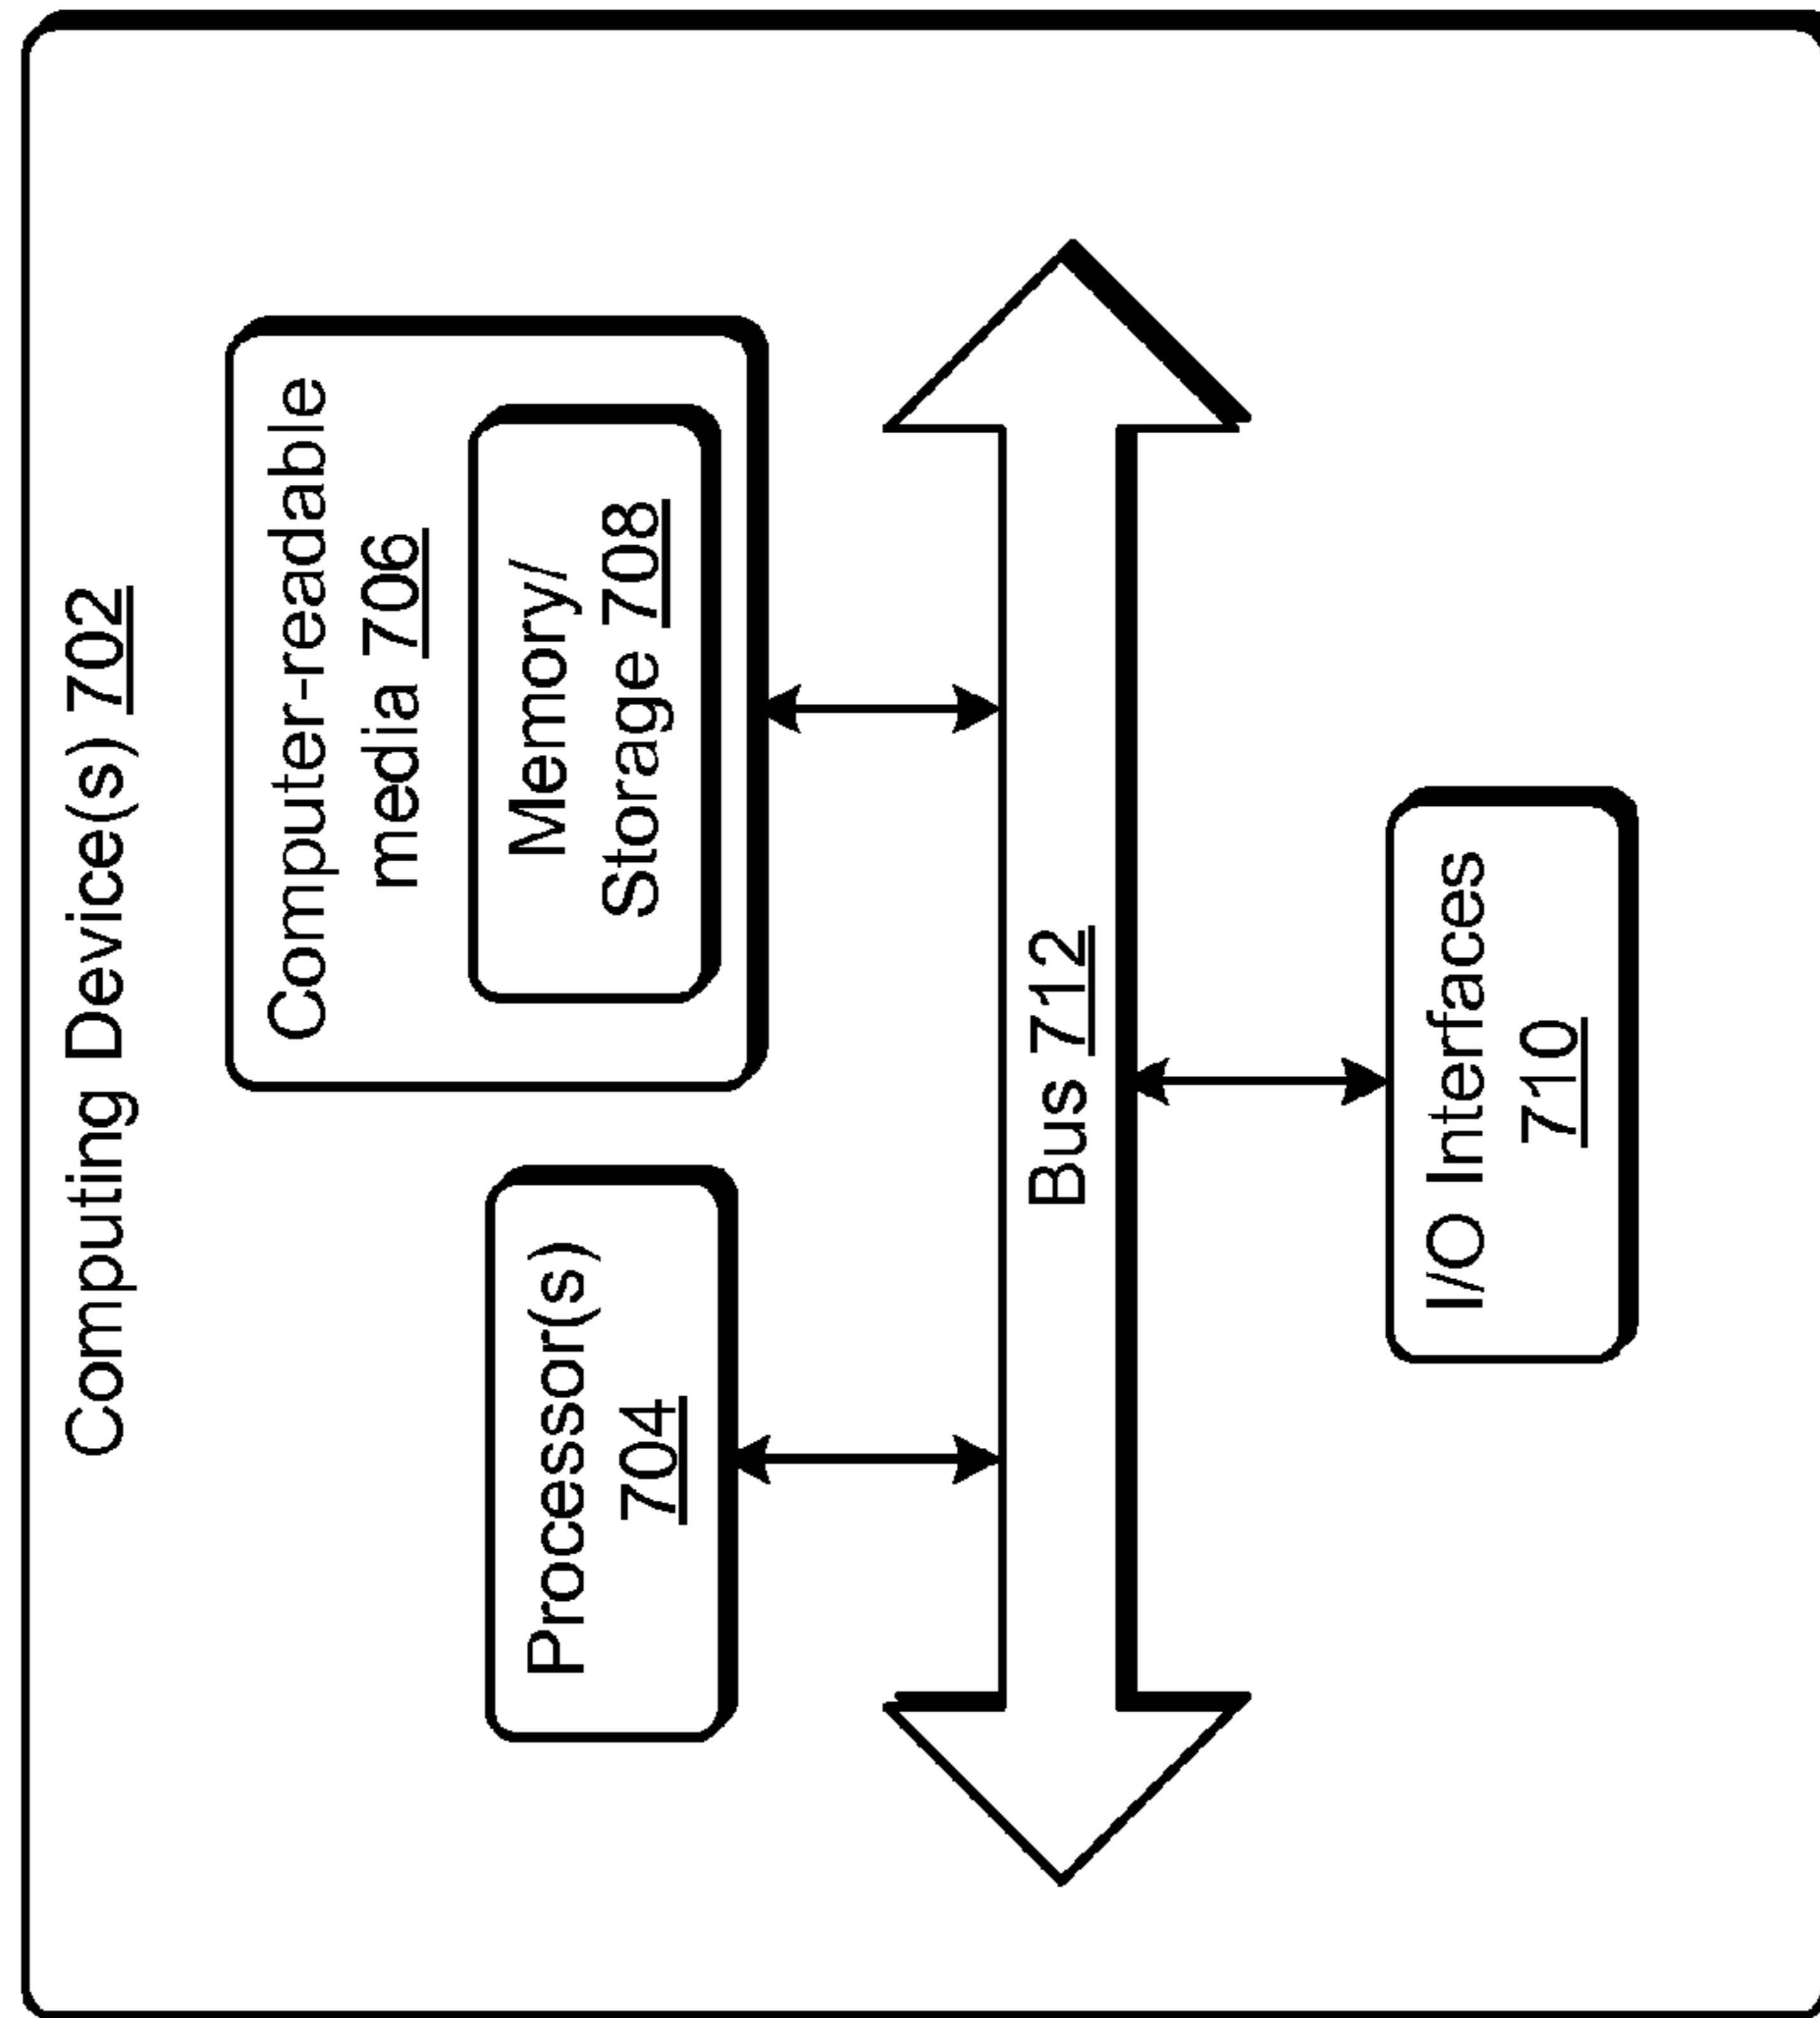 Computing Device(s) 702
Computer-readable
media 706
Memory/
Storage 708
Processor(s)
704
Bus 712
I/O Interfaces
710